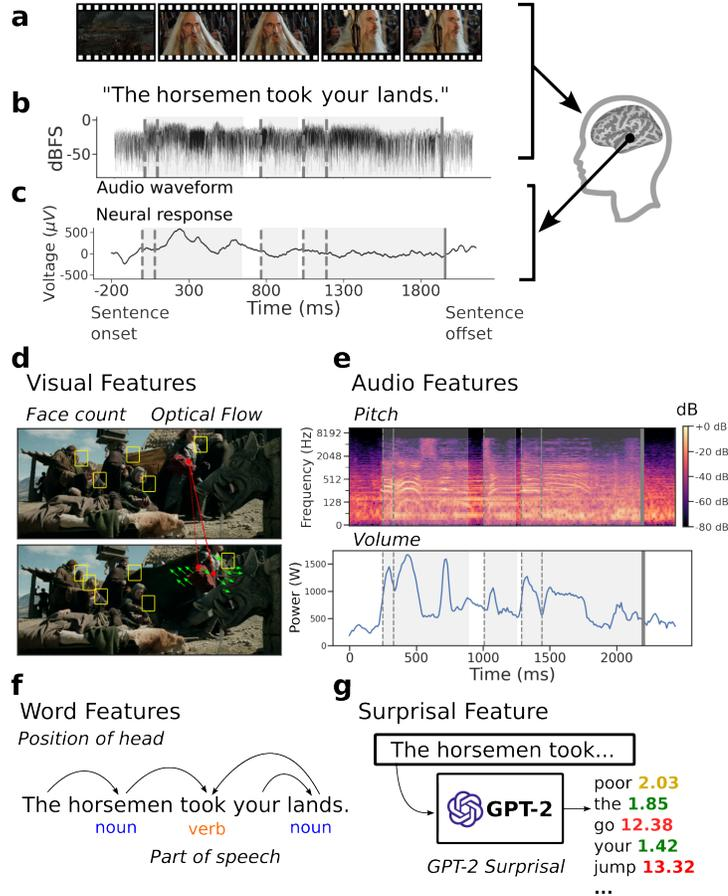 a
b
"The horsemen took your lands."
0
dBFS
-50
Audio waveform
c
Neural response
Voltage (µV)
500
0
-500
-200 300 800 1300 1800
Time (ms)
Sentence onset
Sentence offset
d
Visual Features
Face count Optical Flow
e
Audio Features
Pitch
dB
Frequency (Hz)
8192
2048
512
128
0
+0 dB
-20 dB
-40 dB
-60 dB
-80 dB
Volume
Power (W)
1500
1000
500
0
0 500 1000 1500 2000
Time (ms)
f
Word Features
Position of head
The horsemen took your lands.
noun verb noun
Part of speech
g
Surprisal Feature
The horsemen took...
GPT-2
GPT-2 Surprisal
poor 2.03
the 1.85
go 12.38
your 1.42
jump 13.32
...